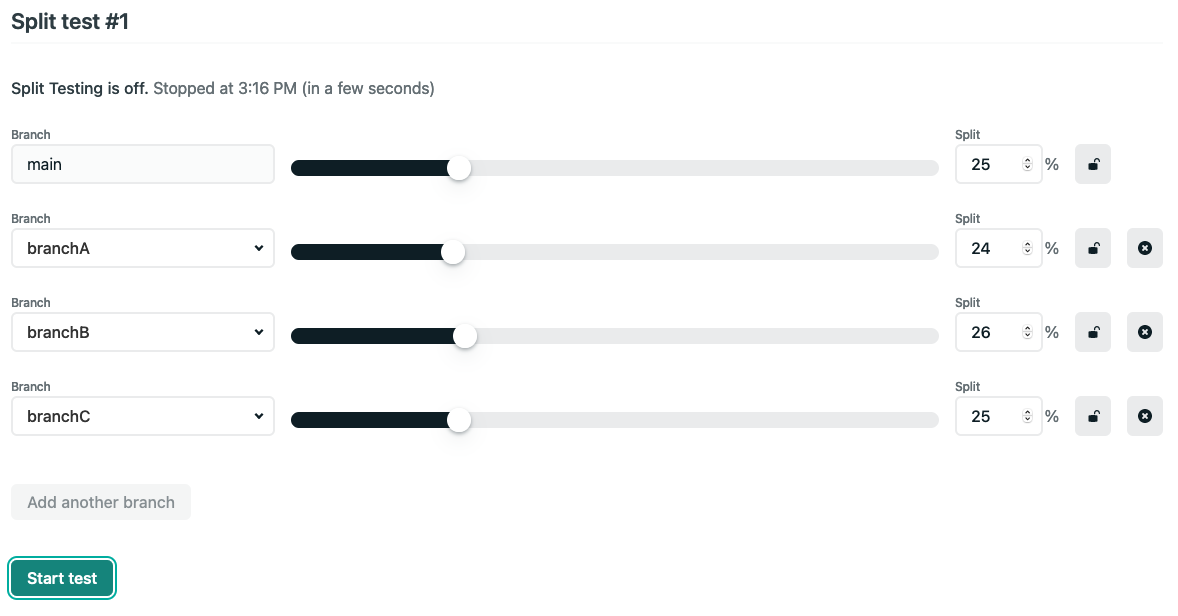 Split test #1
Split Testing is off. Stopped at 3:16 PM (in a few seconds)
Branch
Split
main
25
%
Branch
Split
branchA
24
%
Branch
Split
branchB
26
%
Branch
Split
branchC
25
%
Add another branch
Start test